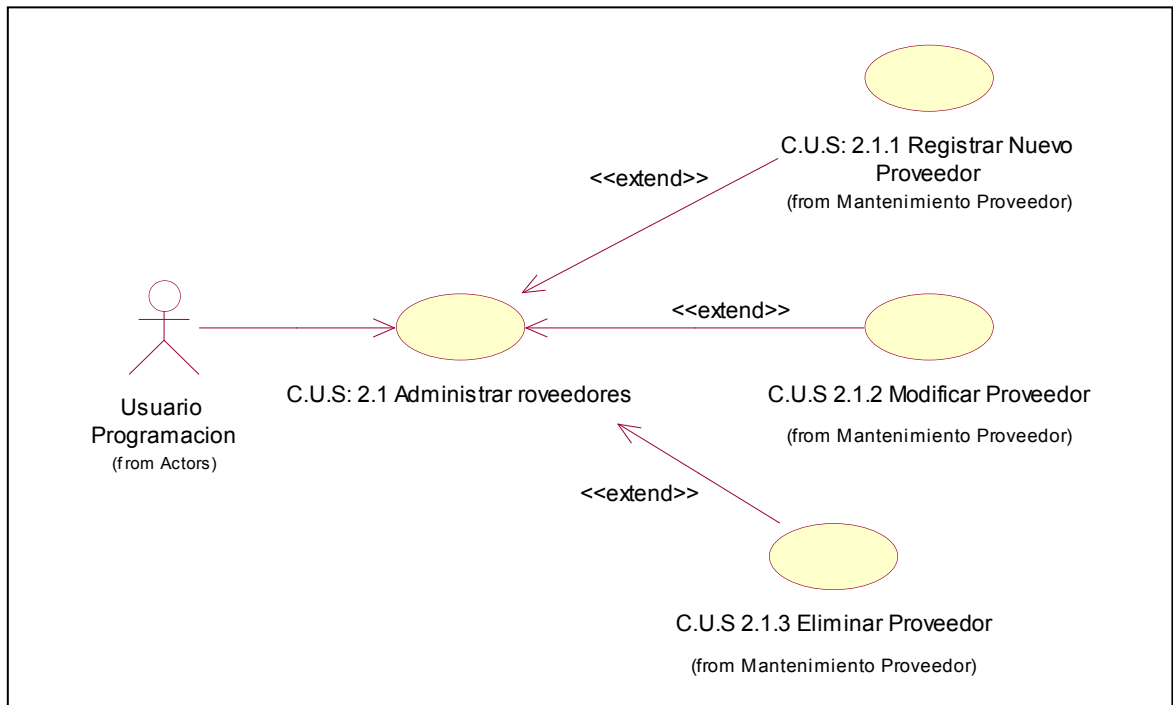 C.U.S: 2.1.1 Registrar Nuevo
Proveedor
(from Mantenimiento Proveedor)
<<extend>>
<<extend>>
Usuario
Programacion
(from Actors)
C.U.S: 2.1 Administrar roveedores
C.U.S 2.1.2 Modificar Proveedor
(from Mantenimiento Proveedor)
<<extend>>
C.U.S 2.1.3 Eliminar Proveedor
(from Mantenimiento Proveedor)